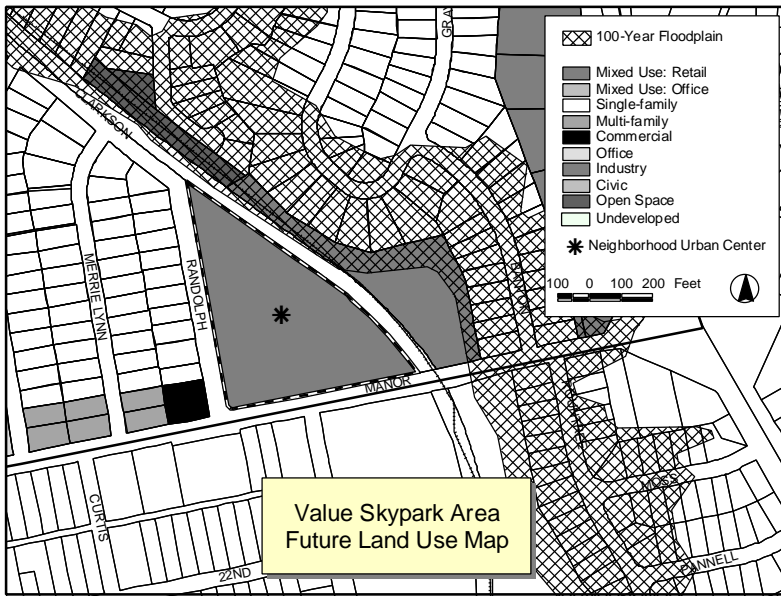 GRAY
100-Year Floodplain
Mixed Use: Retail
Mixed Use: Office
Single-family
Multi-family
Commercial
Office
Industry
Civic
Open Space
Undeveloped
Neighborhood Urban Center
100 0 100 200 Feet
CLARKSON
MERRIE LYNN
RANDOLPH
MANOR
CURTIS
22ND
MOSS
PANNELL
Value Skypark Area
Future Land Use Map